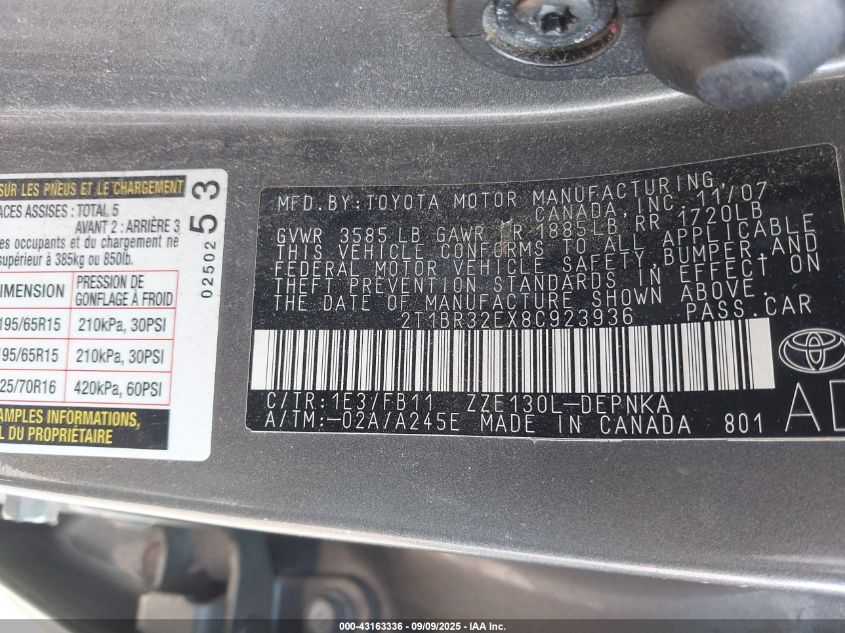 SUR LES PNEUS ET LE CHARGEMENT
ACES ASSISES : TOTAL 5
AVANT 2 : ARRIÈRE 3
es occupants et du chargement ne
supérieur à 385kg ou 850lb.
DIMENSION PRESSION DE GONFLAGE À FROID
195/65R15 210kPa, 30PSI
195/65R15 210kPa, 30PSI
25/70R16 420kPa, 60PSI
AMPLES INFORMATIONS,
L DU PROPRIÉTAIRE
02502 53
MFD.BY:TOYOTA MOTOR MANUFACTURING,
CANADA, INC. 11/07
GVWR 3585 LB GAWR FR 1885LB, RR 1720LB
THIS VEHICLE CONFORMS TO ALL APPLICABLE
FEDERAL MOTOR VEHICLE SAFETY,BUMPER,AND
THEFT PREVENTION STANDARDS IN EFFECT ON
THE DATE OF MANUFACTURE SHOWN ABOVE.
2T1BR32EX8C923936 PASS.CAR
C/TR:1E3/FB11 ZZE130L-DEPNKA
A/TM:-02A/A245E MADE IN CANADA 801
TOYOTA
000-43163336 - 09/09/2025 - IAA Inc.